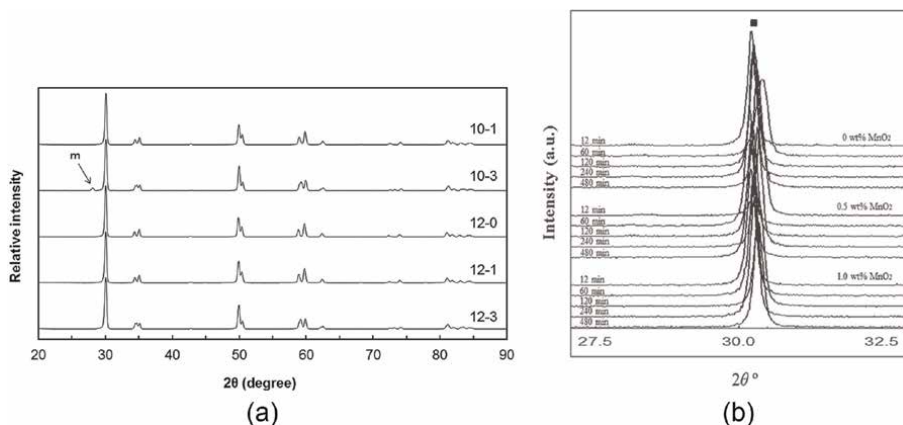 Relative intensity
m
10-1
10-3
12-0
12-1
12-3
20 30 40 50 60 70 80 90
2θ (degree)
(a)
Intensity (a.u.)
■
12 min 0 wt% MnO₂
60 min
120 min
240 min
480 min
12 min 0.5 wt% MnO₂
60 min
120 min
240 min
480 min
12 min 1.0 wt% MnO₂
60 min
120 min
240 min
480 min
27.5 30.0 32.5
2θ °
(b)